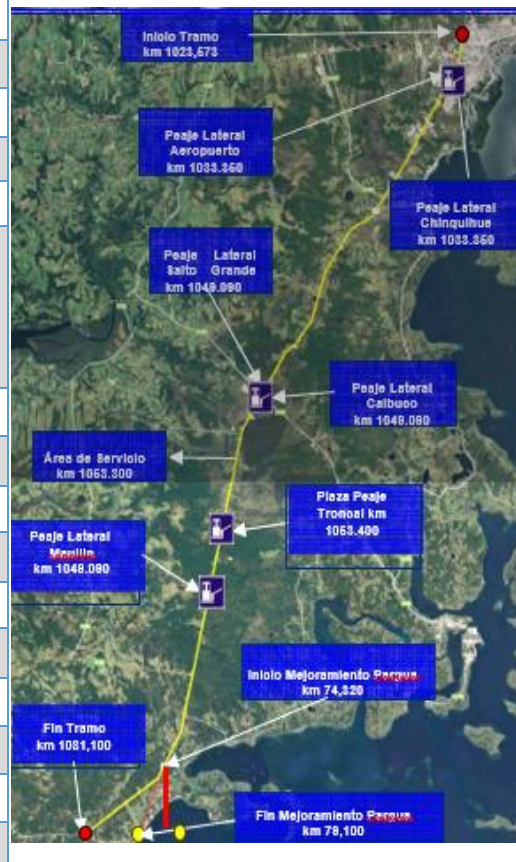 Inicio Tramo
km 1023,573
Peaje Lateral
Aeropuerto
km 1033.350
Peaje Lateral
Chinquihue
km 1033.350
Peaje Lateral
Salto Grande
km 1049.090
Peaje Lateral
Calbuco
km 1049.090
Área de Servicio
km 1053.300
Plaza Peaje
Troncal km
1053.400
Peaje Lateral
km 1049.090
Inicio Mejoramiento Pargua
km 74,320
Fin Tramo
km 1081,100
Fin Mejoramiento Pargua
km 79,100